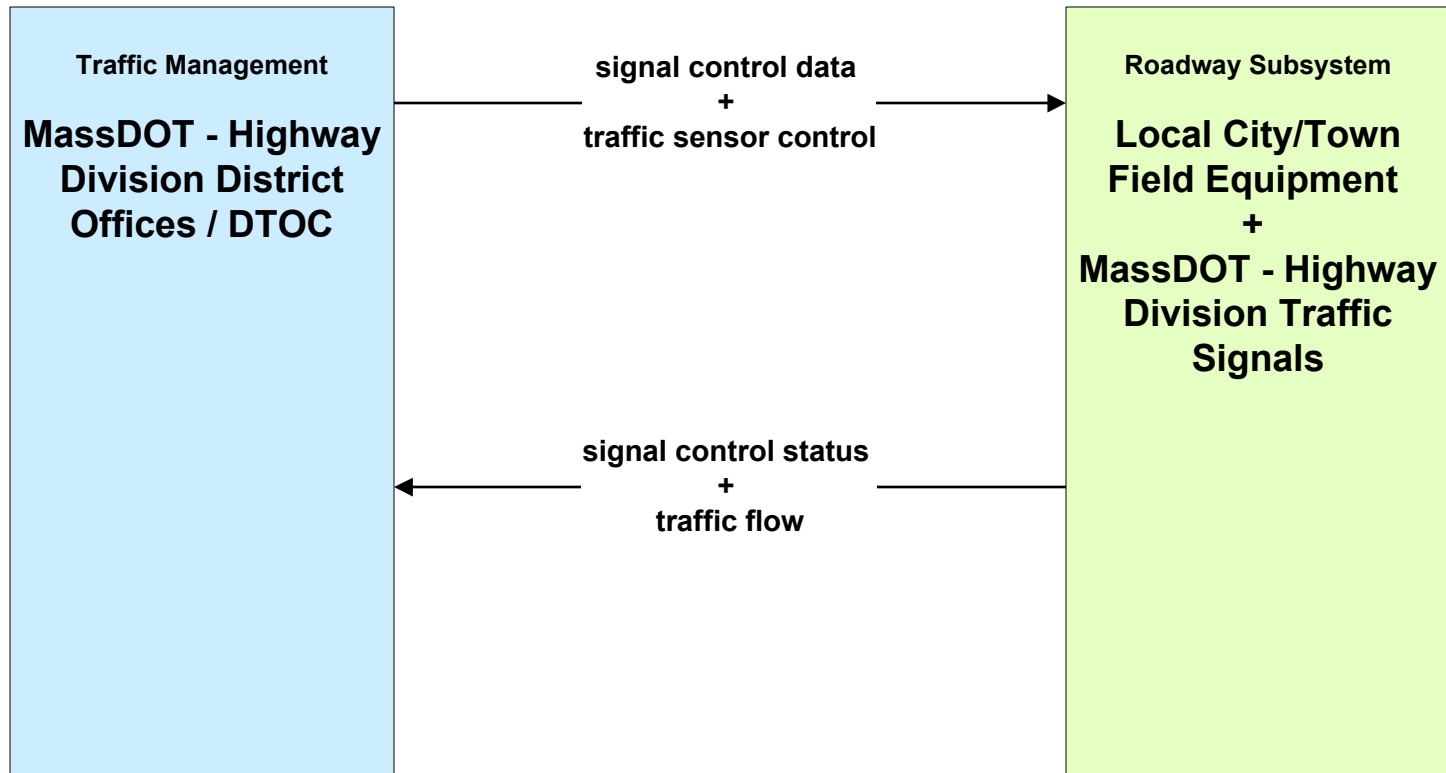 Traffic Management
MassDOT - Highway
Division District
Offices / DTOC
signal control data
+
traffic sensor control
signal control status
+
traffic flow
Roadway Subsystem
Local City/Town
Field Equipment
+
MassDOT - Highway
Division Traffic
Signals